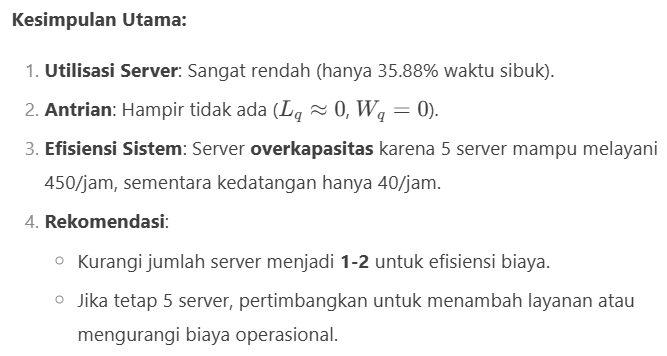 Kesimpulan Utama:
1. Utilisasi Server: Sangat rendah (hanya 35.88% waktu sibuk).
2. Antrian: Hampir tidak ada (L_q ≈ 0, W_q = 0).
3. Efisiensi Sistem: Server overkapasitas karena 5 server mampu melayani
450/jam, sementara kedatangan hanya 40/jam.
4. Rekomendasi:
○ Kurangi jumlah server menjadi 1-2 untuk efisiensi biaya.
○ Jika tetap 5 server, pertimbangkan untuk menambah layanan atau
mengurangi biaya operasional.